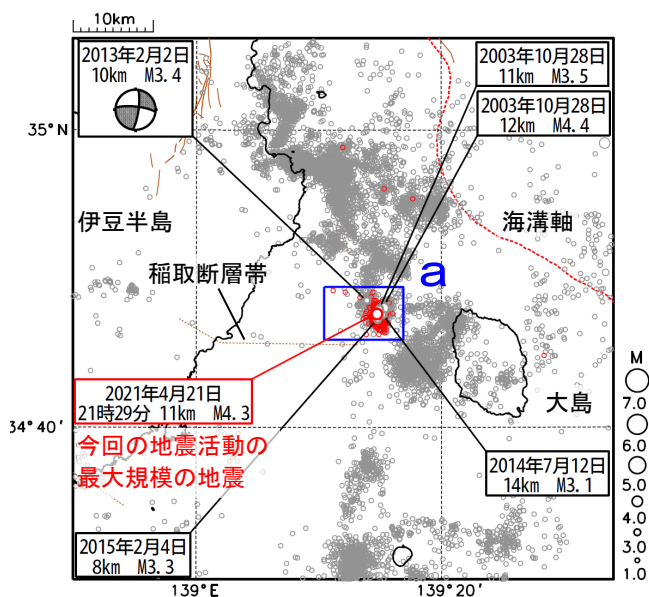 10km
2013年2月2日
10km M3.4
2003年10月28日
11km M3.5
2003年10月28日
12km M4.4
35°N
伊豆半島
海溝軸
稲取断層帯
a
2021年4月21日
21時29分 11km M4.3
今回の地震活動の
最大規模の地震
大島
34°40′
2014年7月12日
14km M3.1
2015年2月4日
8km M3.3
M
7.0
6.0
5.0
4.0
3.0
1.0
139°E
139°20′